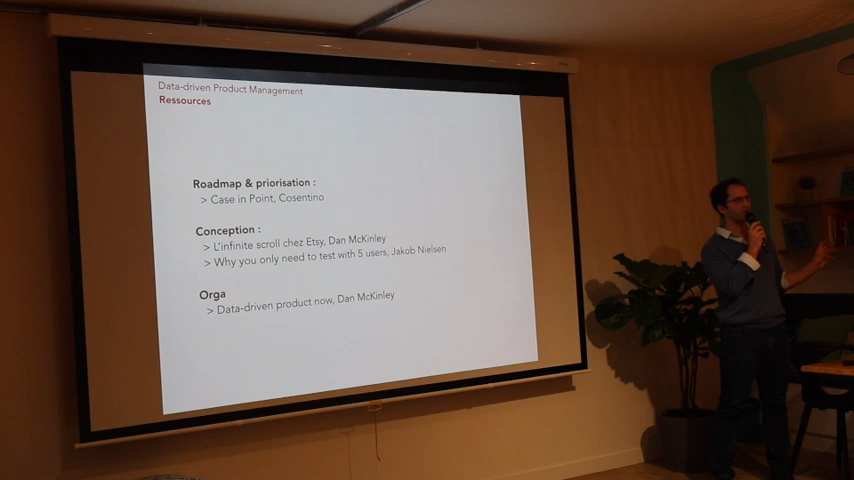 Data-driven Product Management
Ressources
Roadmap & priorisation :
> Case in Point, Cosentino
Conception :
> L'infinite scroll chez Etsy, Dan McKinley
> Why you only need to test with 5 users, Jakob Nielsen
Orga
> Data-driven product now, Dan McKinley